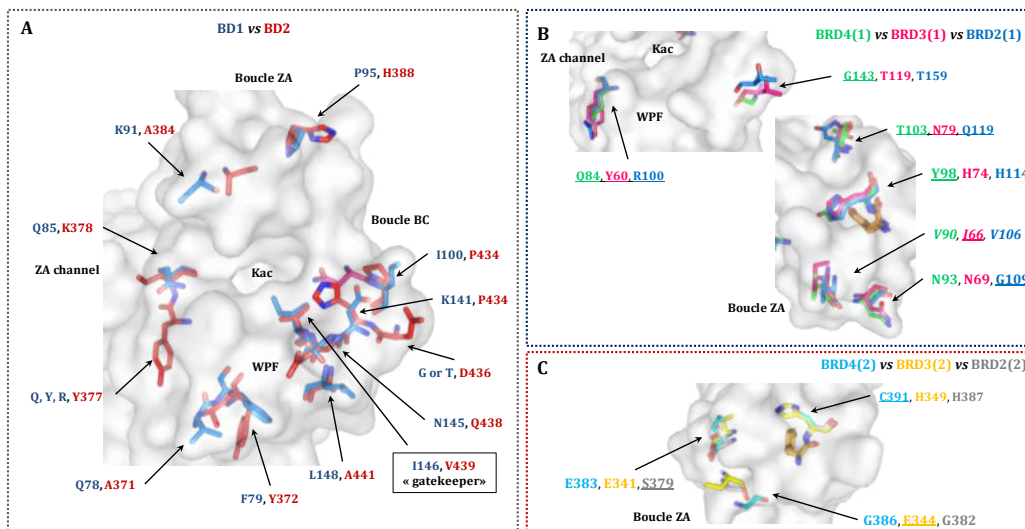 A
BD1 vs BD2
Boucle ZA
P95, H388
K91, A384
Q85, K378
Boucle BC
ZA channel
Kac
I100, P434
K141, P434
WPF
G or T, D436
Q, Y, R, Y377
N145, Q438
I146, V439
« gatekeeper»
L148, A441
Q78, A371
F79, Y372
B
BRD4(1) vs BRD3(1) vs BRD2(1)
Kac
ZA channel
G143, T119, T159
WPF
T103, N79, Q119
Q84, Y60, R100
Y98, H74, H114
V90, I66, V106
N93, N69, G109
Boucle ZA
C
BRD4(2) vs BRD3(2) vs BRD2(2)
C391, H349, H387
E383, E341, S379
G386, E344, G382
Boucle ZA